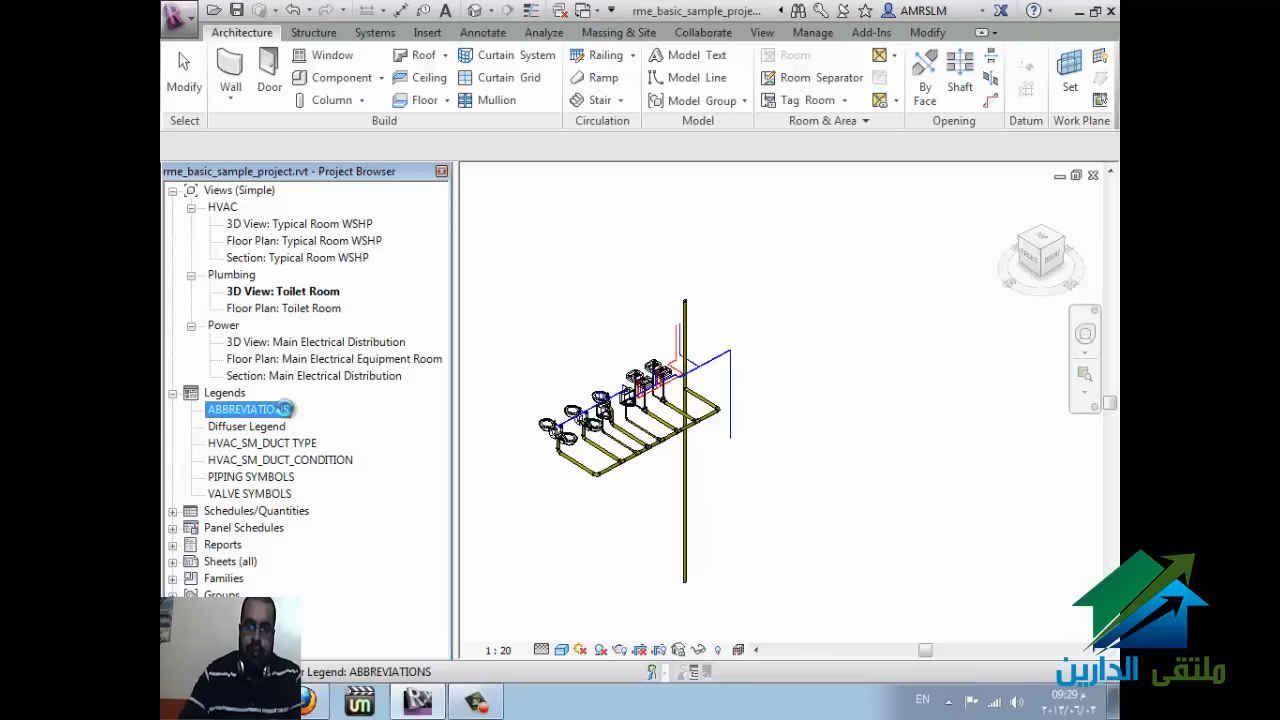 rme_basic_sample_proje...
AMRSLM
Architecture
Structure
Systems
Insert
Annotate
Analyze
Massing & Site
Collaborate
View
Manage
Add-Ins
Modify
Modify
Wall
Door
Window
Component
Column
Roof
Ceiling
Floor
Curtain System
Curtain Grid
Mullion
Railing
Ramp
Stair
Model Text
Model Line
Model Group
Room
Room Separator
Tag Room
By Face
Shaft
Set
Select
Build
Circulation
Model
Room & Area
Opening
Datum
Work Plane
rme_basic_sample_project.rvt - Project Browser
Views (Simple)
HVAC
3D View: Typical Room WSHP
Floor Plan: Typical Room WSHP
Section: Typical Room WSHP
Plumbing
3D View: Toilet Room
Floor Plan: Toilet Room
Power
3D View: Main Electrical Distribution
Floor Plan: Main Electrical Equipment Room
Section: Main Electrical Distribution
Legends
ABBREVIATIONS
Diffuser Legend
HVAC_SM_DUCT TYPE
HVAC_SM_DUCT_CONDITION
PIPING SYMBOLS
VALVE SYMBOLS
Schedules/Quantities
Panel Schedules
Reports
Sheets (all)
Families
Groups
1 : 20
Legend: ABBREVIATIONS
EN
09:29 م
٢٠١٣/٠٦/٠٣
ملتقى الدارين